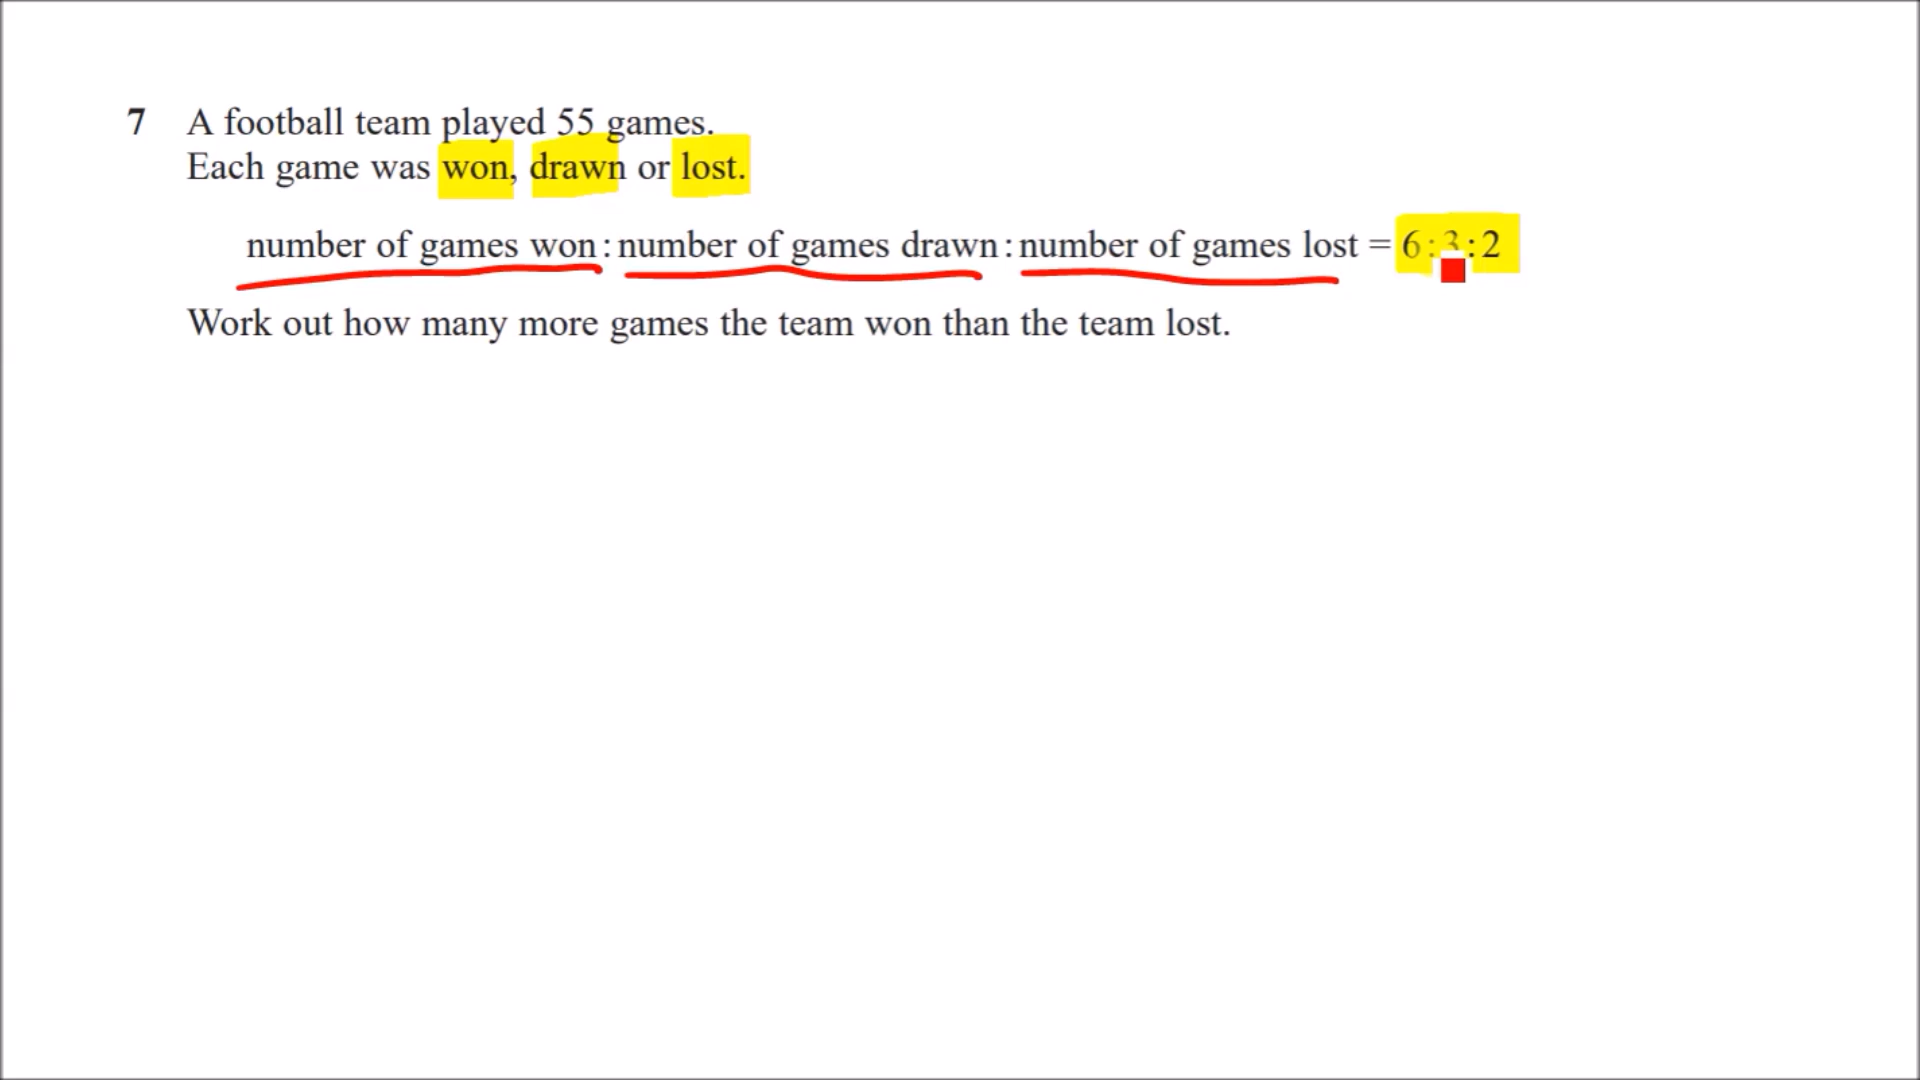 7 A football team played 55 games.
Each game was won, drawn or lost.
number of games won : number of games drawn : number of games lost = 6 : 3 : 2
Work out how many more games the team won than the team lost.